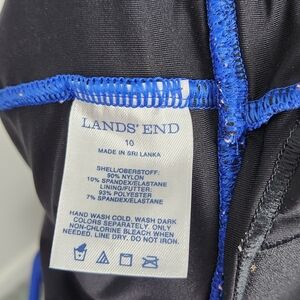 LANDS' END
10
MADE IN SRI LANKA
SHELL/OBERSTOFF:
90% NYLON
10% SPANDEX/ELASTANE
LINING/FUTTER:
93% POLYESTER
7% SPANDEX/ELASTANE
HAND WASH COLD. WASH DARK
COLORS SEPARATELY. ONLY
NON-CHLORINE BLEACH WHEN
NEEDED. LINE DRY. DO NOT IRON.